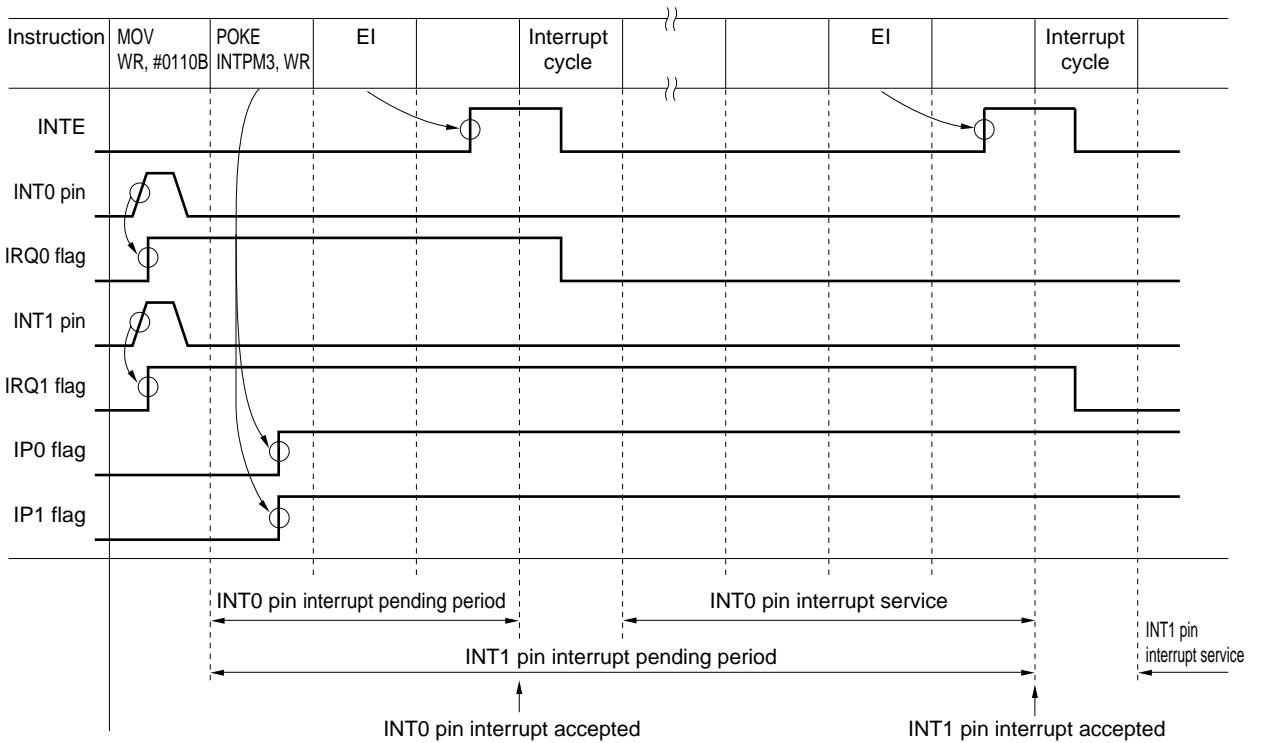 Instruction
MOV
WR, #0110B
POKE
INTPM3, WR
EI
Interrupt
cycle
EI
Interrupt
cycle
INTE
INT0 pin
IRQ0 flag
INT1 pin
IRQ1 flag
IP0 flag
IP1 flag
INT0 pin interrupt pending period
INT0 pin interrupt service
INT1 pin
interrupt service
INT1 pin interrupt pending period
INT0 pin interrupt accepted
INT1 pin interrupt accepted